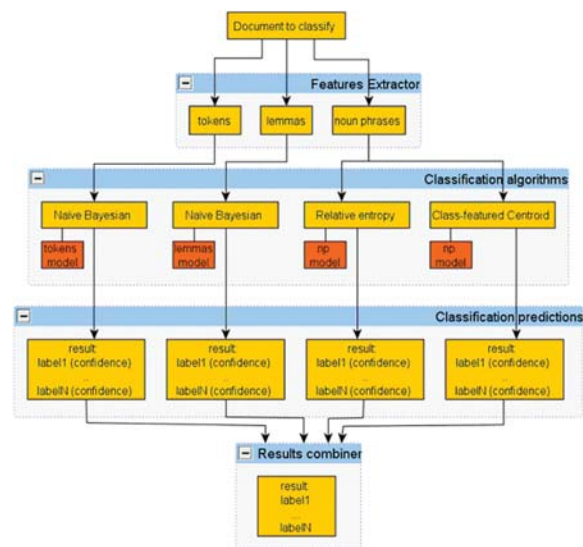 Document to classify
Features Extractor
tokens
lemmas
noun phrases
Classification algorithms
Naïve Bayesian
Naïve Bayesian
Relative entropy
Class-featured Centroid
tokens
model
lemmas
model
np
model
np
model
Classification predictions
result:
label1 (confidence)
...
labelN (confidence)
result:
label1 (confidence)
...
labelN (confidence)
result:
label1 (confidence)
...
labelN (confidence)
result:
label1 (confidence)
...
labelN (confidence)
Results combiner
result:
label1
...
labelN